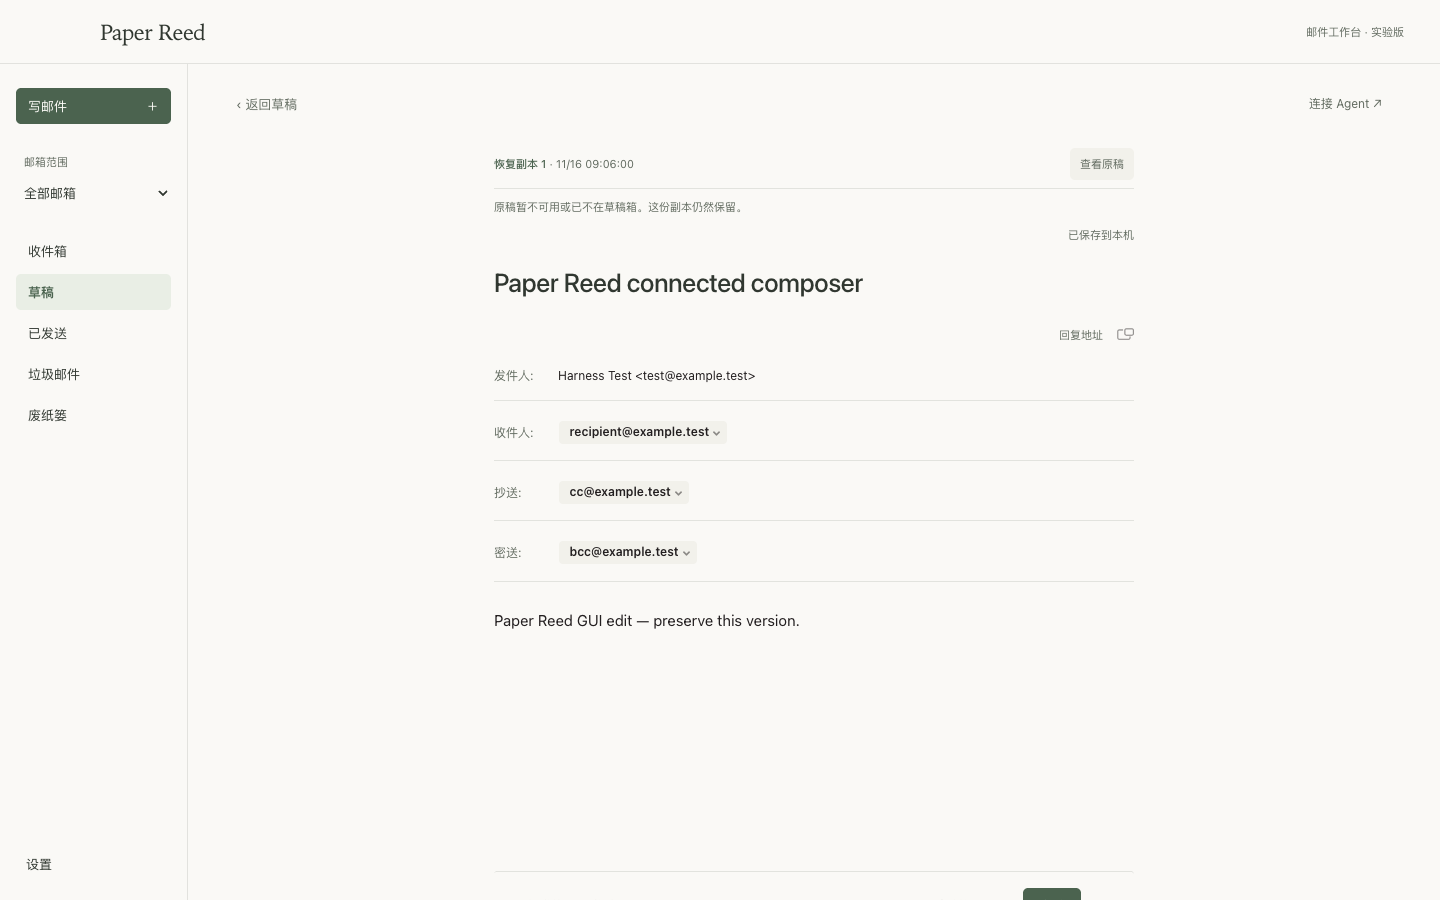 Paper Reed
邮件工作台 · 实验版
写邮件 +
邮箱范围
全部邮箱
收件箱
草稿
已发送
垃圾邮件
废纸篓
设置
‹ 返回草稿
连接 Agent ↗
恢复副本 1 · 11/16 09:06:00
查看原稿
原稿暂不可用或已不在草稿箱。这份副本仍然保留。
已保存到本机
Paper Reed connected composer
回复地址
发件人: Harness Test <test@example.test>
收件人: recipient@example.test
抄送: cc@example.test
密送: bcc@example.test
Paper Reed GUI edit — preserve this version.